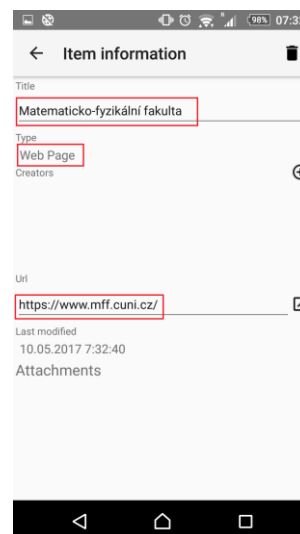 98% 07:32
Item information
Title
Matematicko-fyzikální fakulta
Type
Web Page
Creators
Url
https://www.mff.cuni.cz/
Last modified
10.05.2017 7:32:40
Attachments